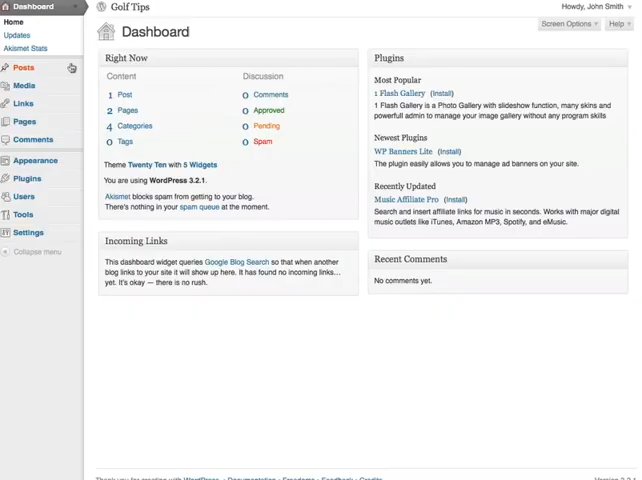 Dashboard
Home
Updates
Akismet Stats
Posts
Media
Links
Pages
Comments
Appearance
Plugins
Users
Tools
Settings
Collapse menu
Golf Tips
Howdy, John Smith
Screen Options
Help
Dashboard
Right Now
Content
Discussion
1 Post
0 Comments
2 Pages
0 Approved
4 Categories
0 Pending
0 Tags
0 Spam
Theme Twenty Ten with 5 Widgets
You are using WordPress 3.2.1.
Akismet blocks spam from getting to your blog.
There's nothing in your spam queue at the moment.
Incoming Links
This dashboard widget queries Google Blog Search so that when another
blog links to your site it will show up here. It has found no incoming links...
yet. It's okay — there is no rush.
Plugins
Most Popular
1 Flash Gallery (Install)
1 Flash Gallery is a Photo Gallery with slideshow function, many skins and
powerfull admin to manage your image gallery without any program skills
Newest Plugins
WP Banners Lite (Install)
The plugin easily allows you to manage ad banners on your site.
Recently Updated
Music Affiliate Pro (Install)
Search and insert affiliate links for music in seconds. Works with major digital
music outlets like iTunes, Amazon MP3, Spotify, and eMusic.
Recent Comments
No comments yet.
Thank you for creating with WordPress. • Documentation • Freedoms • Feedback • Credits